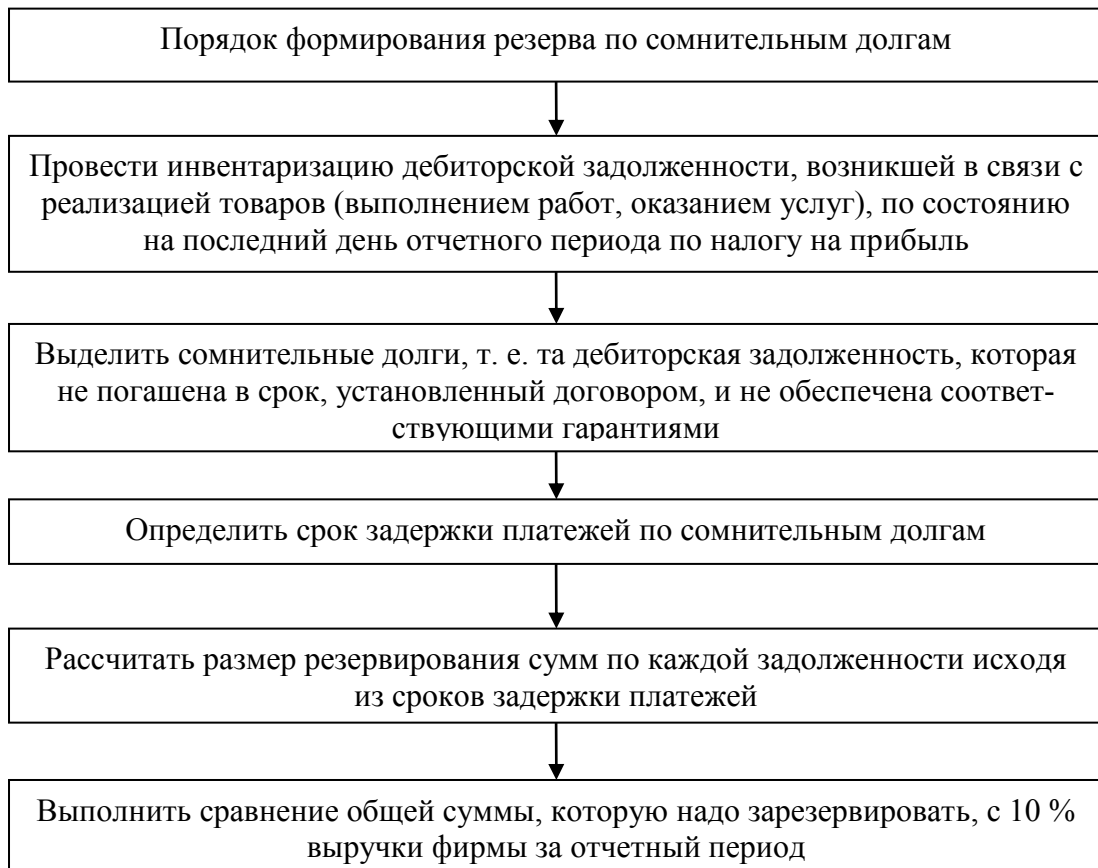 Порядок формирования резерва по сомнительным долгам
Провести инвентаризацию дебиторской задолженности, возникшей в связи с
реализацией товаров (выполнением работ, оказанием услуг), по состоянию
на последний день отчетного периода по налогу на прибыль
Выделить сомнительные долги, т. е. та дебиторская задолженность, которая
не погашена в срок, установленный договором, и не обеспечена соответ-
ствующими гарантиями
Определить срок задержки платежей по сомнительным долгам
Рассчитать размер резервирования сумм по каждой задолженности исходя
из сроков задержки платежей
Выполнить сравнение общей суммы, которую надо зарезервировать, с 10 %
выручки фирмы за отчетный период